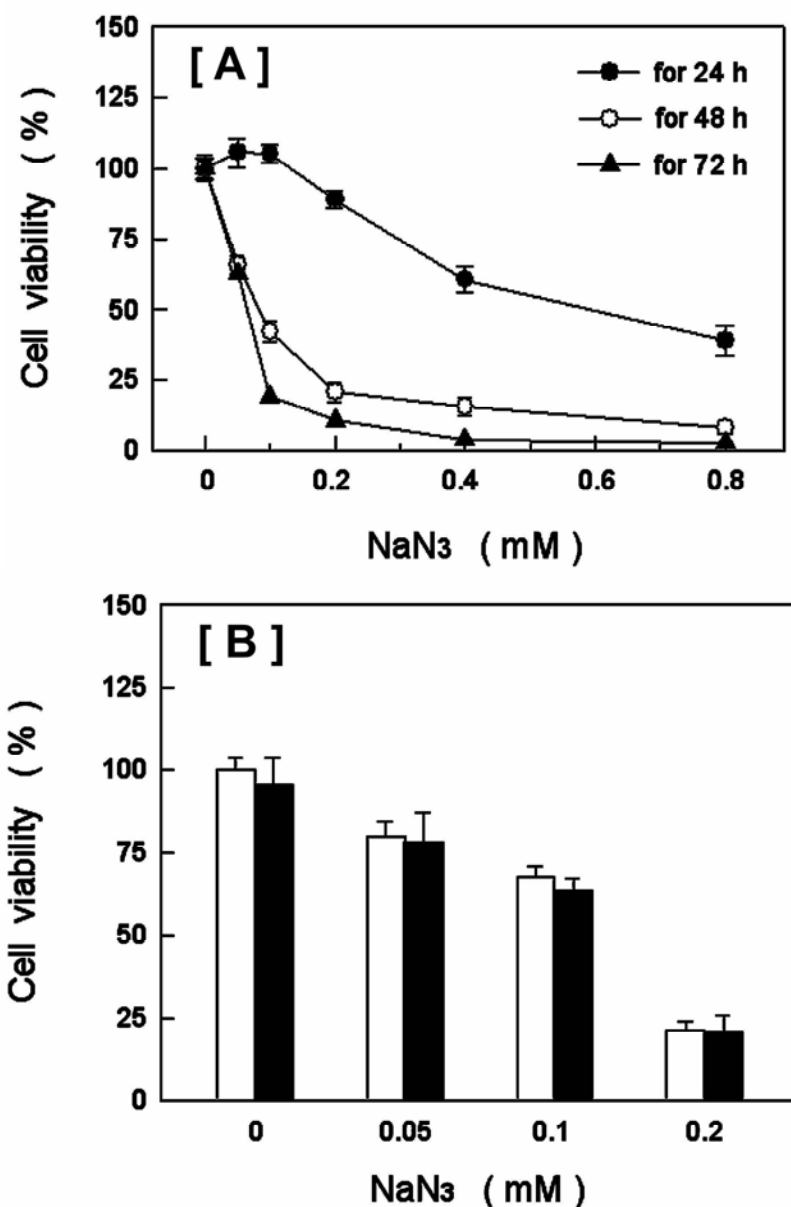 [ A ]
for 24 h
for 48 h
for 72 h
150
125
100
75
50
25
0
Cell viability ( % )
0 0.2 0.4 0.6 0.8
NaN3 ( mM )
[ B ]
150
125
100
75
50
25
0
Cell viability ( % )
0 0.05 0.1 0.2
NaN3 ( mM )